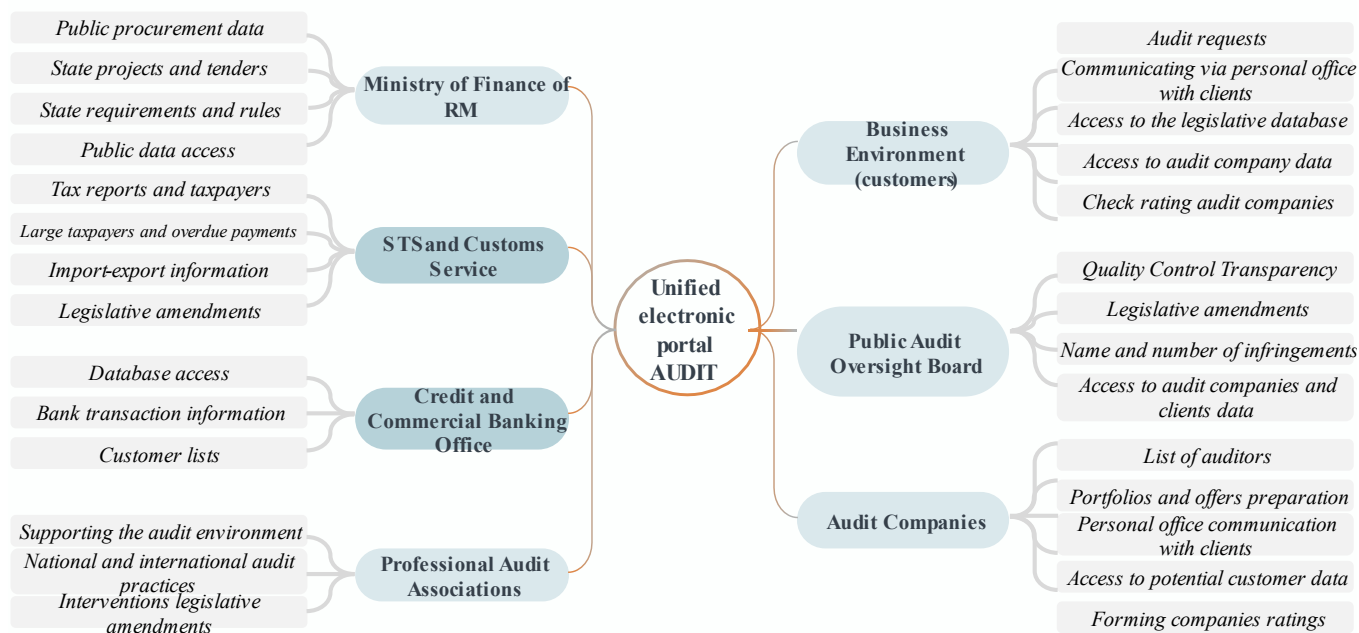 Public procurement data
State projects and tenders
State requirements and rules
Public data access
Ministry of Finance of
RM
Tax reports and taxpayers
Large taxpayers and overdue payments
Import-export information
Legislative amendments
STSand Customs
Service
Database access
Bank transaction information
Customer lists
Credit and
Commercial Banking
Office
Supporting the audit environment
National and international audit
practices
Interventions legislative
amendments
Professional Audit
Associations
Unified
electronic
portal
AUDIT
Business
Environment
(customers)
Audit requests
Communicating via personal office
with clients
Access to the legislative database
Access to audit company data
Check rating audit companies
Public Audit
Oversight Board
Quality Control Transparency
Legislative amendments
Name and number of infringements
Access to audit companies and
clients data
Audit Companies
List of auditors
Portfolios and offers preparation
Personal office communication
with clients
Access to potential customer data
Forming companies ratings